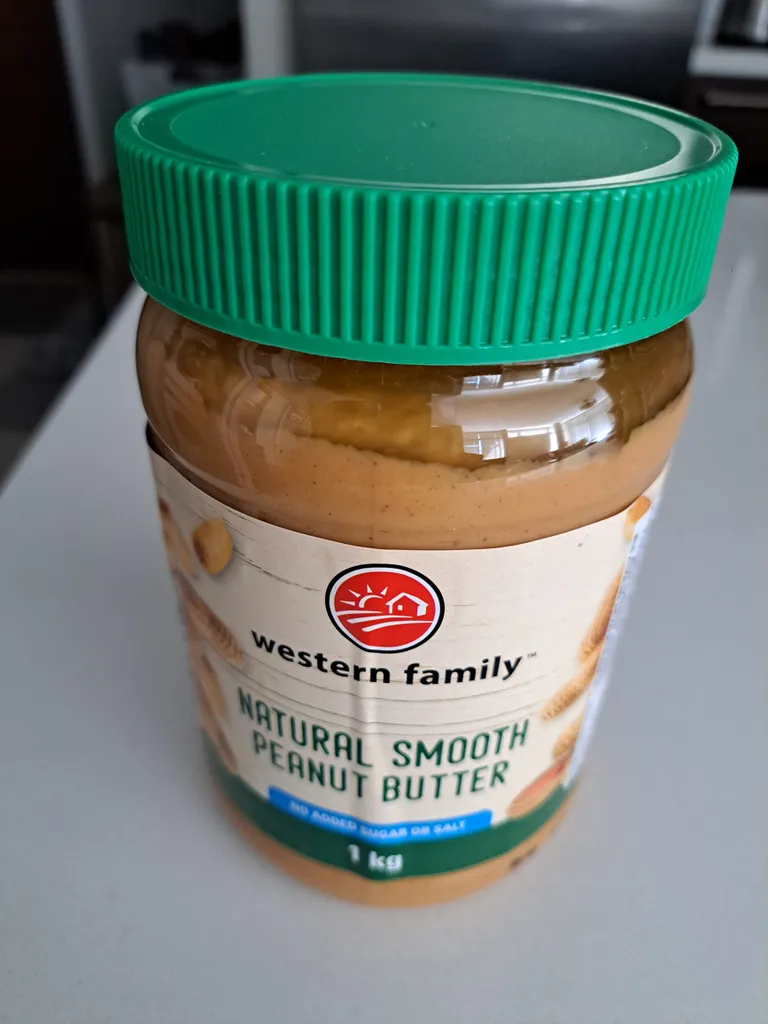 western family™
NATURAL SMOOTH
PEANUT BUTTER
NO ADDED SUGAR OR SALT
1 kg